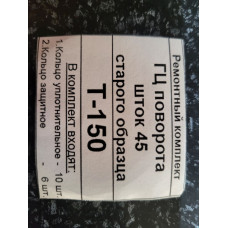 Ремонтный комплект
ГЦ поворота
шток 45
старого образца
Т-150
В комплект входят:
1.Кольцо уплотнительное - 10 шт.
2.Кольцо защитное - 6 шт.